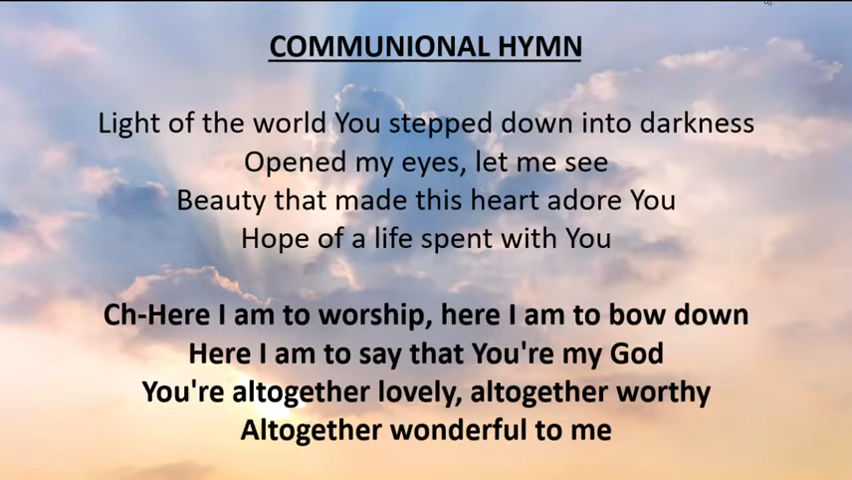 COMMUNIONAL HYMN
Light of the world You stepped down into darkness
Opened my eyes, let me see
Beauty that made this heart adore You
Hope of a life spent with You
Ch-Here I am to worship, here I am to bow down
Here I am to say that You're my God
You're altogether lovely, altogether worthy
Altogether wonderful to me